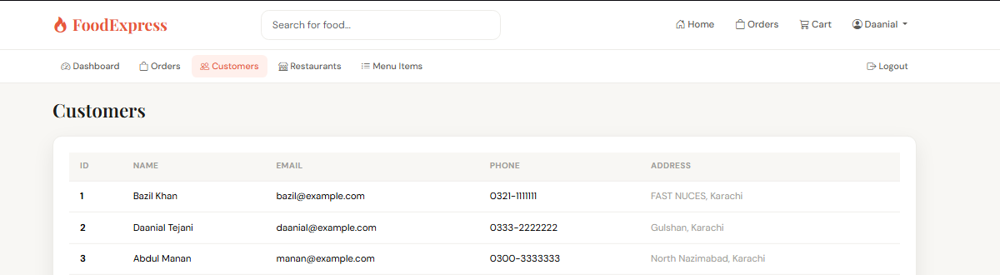 FoodExpress Search for food... Home Orders Cart Daanial
Dashboard Orders Customers Restaurants Menu Items Logout
Customers
ID NAME EMAIL PHONE ADDRESS
1 Bazil Khan bazil@example.com 0321-1111111 FAST NUCES, Karachi
2 Daanial Tejani daanial@example.com 0333-2222222 Gulshan, Karachi
3 Abdul Manan manan@example.com 0300-3333333 North Nazimabad, Karachi